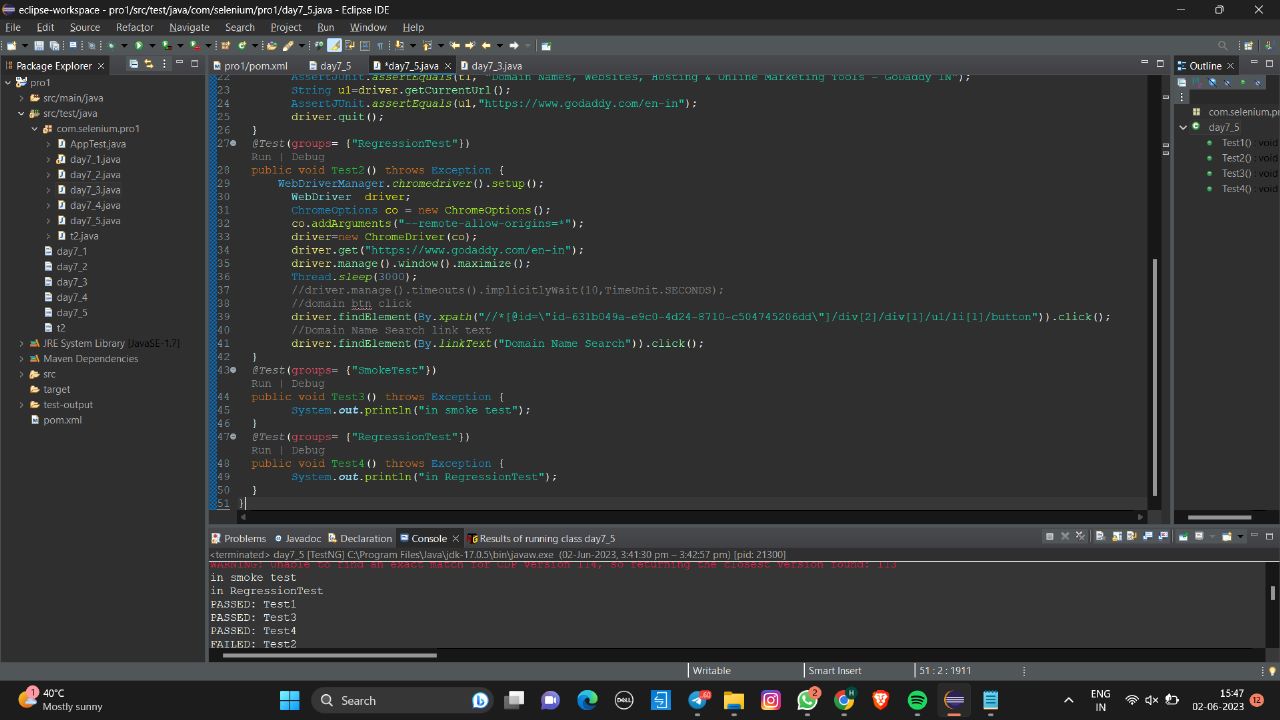 eclipse-workspace - pro1/src/test/java/com/selenium/pro1/day7_5.java - Eclipse IDE
File Edit Source Refactor Navigate Search Project Run Window Help
Package Explorer
pro1/pom.xml day7_5 *day7_5.java day7_3.java
Outline
pro1
src/main/java
src/test/java
com.selenium.pro1
AppTest.java
day7_1.java
day7_2.java
day7_3.java
day7_4.java
day7_5.java
t2.java
day7_1
day7_2
day7_3
day7_4
day7_5
t2
JRE System Library [JavaSE-1.7]
Maven Dependencies
src
target
test-output
pom.xml
22 AssertJUnit.assertEquals(t1, "Domain Names, Websites, Hosting & Online Marketing Tools - GoDaddy IN");
23 String u1=driver.getCurrentUrl();
24 AssertJUnit.assertEquals(u1,"https://www.godaddy.com/en-in");
25 driver.quit();
26 }
27 @Test(groups= {"RegressionTest"})
Run | Debug
28 public void Test2() throws Exception {
29 WebDriverManager.chromedriver().setup();
30 WebDriver driver;
31 ChromeOptions co = new ChromeOptions();
32 co.addArguments("--remote-allow-origins=*");
33 driver=new ChromeDriver(co);
34 driver.get("https://www.godaddy.com/en-in");
35 driver.manage().window().maximize();
36 Thread.sleep(3000);
37 //driver.manage().timeouts().implicitlyWait(10,TimeUnit.SECONDS);
38 //domain btn click
39 driver.findElement(By.xpath("//*[@id=\"id-631b049a-e9c0-4d24-8710-c504745206dd\"]/div[2]/div[1]/ul/li[1]/button")).click();
40 //Domain Name Search link text
41 driver.findElement(By.linkText("Domain Name Search")).click();
42 }
43 @Test(groups= {"SmokeTest"})
Run | Debug
44 public void Test3() throws Exception {
45 System.out.println("in smoke test");
46 }
47 @Test(groups= {"RegressionTest"})
Run | Debug
48 public void Test4() throws Exception {
49 System.out.println("in RegressionTest");
50 }
51 }
com.selenium.pr
day7_5
Test1() : void
Test2() : void
Test3() : void
Test4() : void
Problems Javadoc Declaration Console Results of running class day7_5
<terminated> day7_5 [TestNG] C:\Program Files\Java\jdk-17.0.5\bin\javaw.exe (02-Jun-2023, 3:41:30 pm – 3:42:57 pm) [pid: 21300]
WARNING: Unable to find an exact match for CDP version 114, so returning the closest version found: 113
in smoke test
in RegressionTest
PASSED: Test1
PASSED: Test3
PASSED: Test4
FAILED: Test2
Writable Smart Insert 51 : 2 : 1911
1
40°C
Mostly sunny
Search
DELL
2
H
ENG
IN
15:47
02-06-2023
12